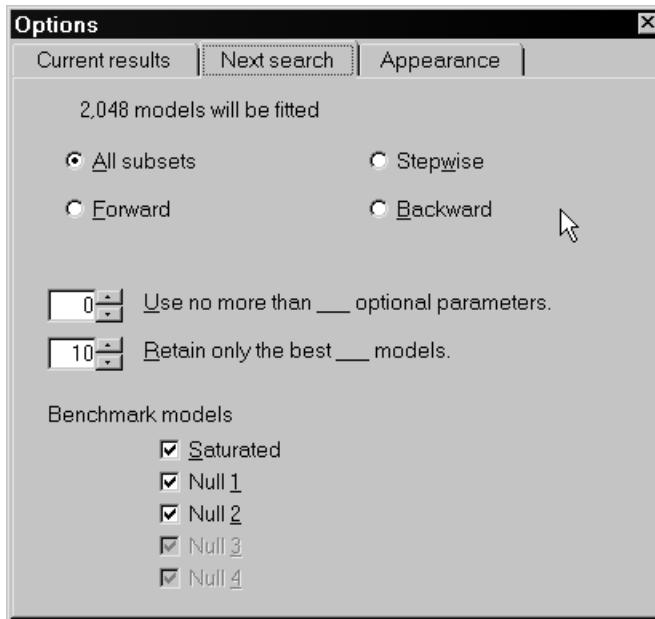 Options
Current results Next search Appearance
2,048 models will be fitted
All subsets Stepwise
Forward Backward
0 Use no more than ___ optional parameters.
10 Retain only the best ___ models.
Benchmark models
Saturated
Null 1
Null 2
Null 3
Null 4